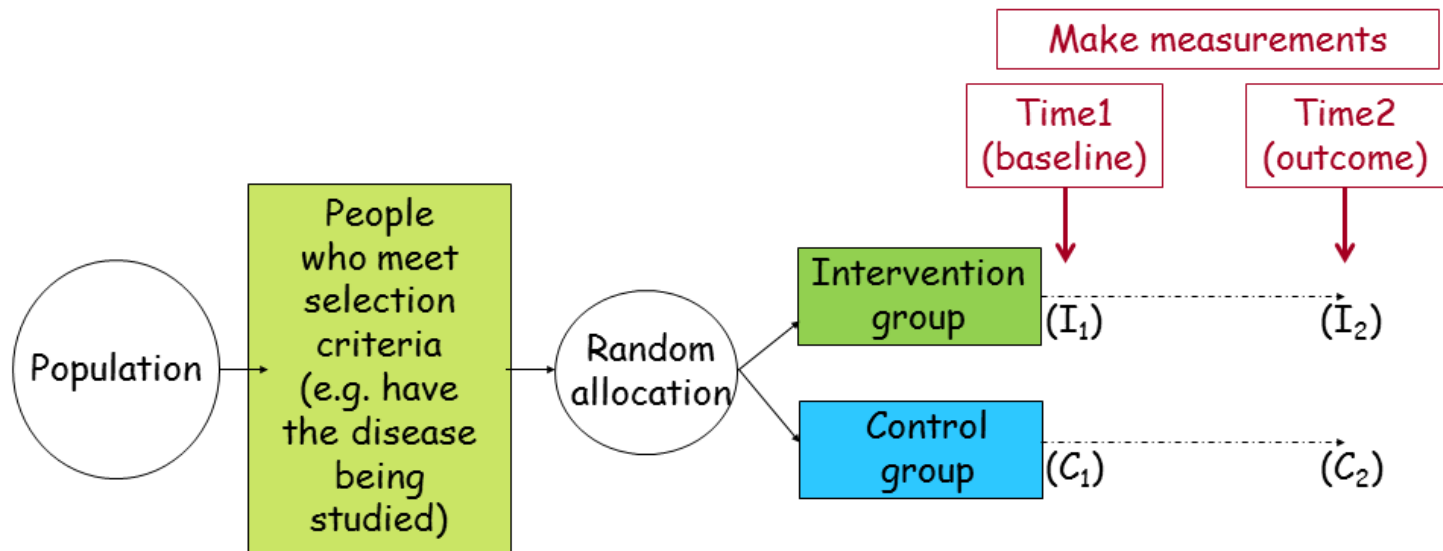 Make measurements
Time1
(baseline)
Time2
(outcome)
Population
People
who meet
selection
criteria
(e.g. have
the disease
being
studied)
Random
allocation
Intervention
group
(I₁)
(I₂)
Control
group
(C₁)
(C₂)